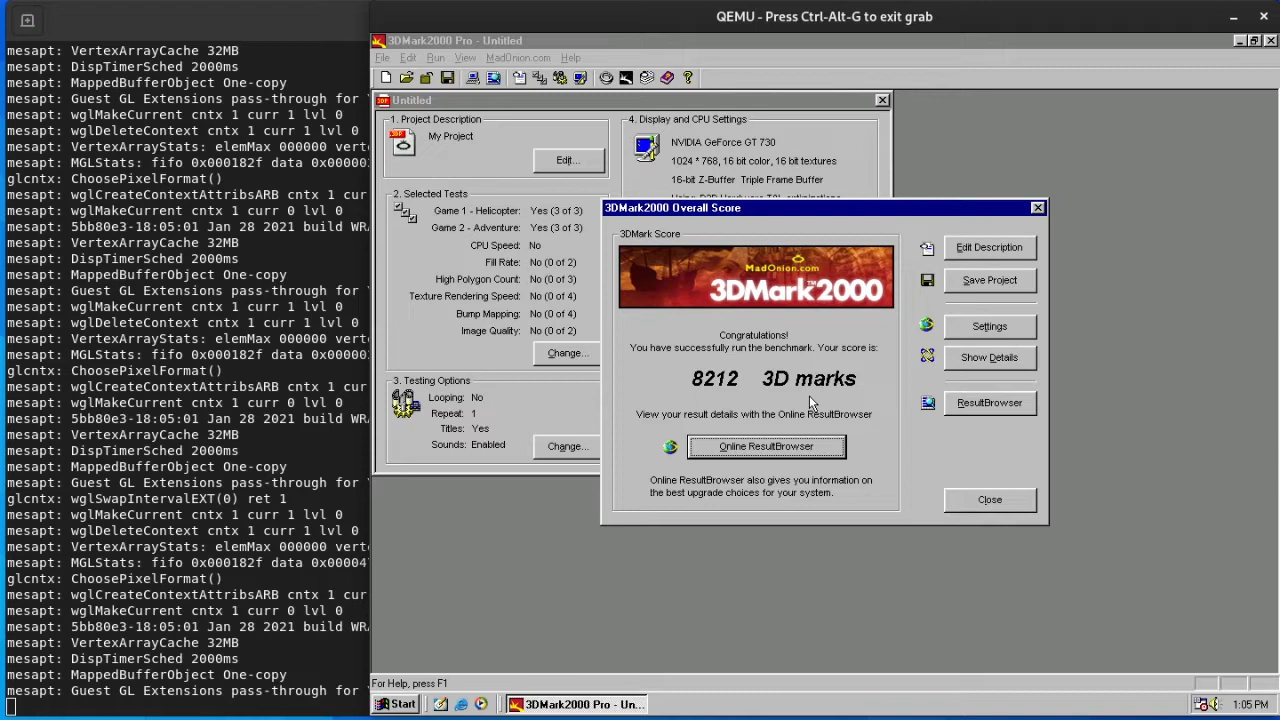 QEMU - Press Ctrl-Alt-G to exit grab
mesapt: VertexArrayCache 32MB
mesapt: DispTimerSched 2000ms
mesapt: MappedBufferObject One-copy
mesapt: Guest GL Extensions pass-through for
mesapt: wglMakeCurrent cntx 1 curr 1 lvl 0
mesapt: wglDeleteContext cntx 1 curr 1 lvl 0
mesapt: VertexArrayStats: elemMax 000000 vert
mesapt: MGLStats: fifo 0x000182f data 0x00000
glcntx: ChoosePixelFormat()
mesapt: wglCreateContextAttribsARB cntx 1 cur
mesapt: wglMakeCurrent cntx 1 curr 0 lvl 0
mesapt: 5bb80e3-18:05:01 Jan 28 2021 build WR
mesapt: VertexArrayCache 32MB
mesapt: DispTimerSched 2000ms
mesapt: MappedBufferObject One-copy
mesapt: Guest GL Extensions pass-through for
mesapt: wglMakeCurrent cntx 1 curr 1 lvl 0
mesapt: wglDeleteContext cntx 1 curr 1 lvl 0
mesapt: VertexArrayStats: elemMax 000000 vert
mesapt: MGLStats: fifo 0x000182f data 0x00000
glcntx: ChoosePixelFormat()
mesapt: wglCreateContextAttribsARB cntx 1 cur
mesapt: wglMakeCurrent cntx 1 curr 0 lvl 0
mesapt: 5bb80e3-18:05:01 Jan 28 2021 build WR
mesapt: VertexArrayCache 32MB
mesapt: DispTimerSched 2000ms
mesapt: MappedBufferObject One-copy
mesapt: Guest GL Extensions pass-through for
glcntx: wglSwapIntervalEXT(0) ret 1
mesapt: wglMakeCurrent cntx 1 curr 1 lvl 0
mesapt: wglDeleteContext cntx 1 curr 1 lvl 0
mesapt: VertexArrayStats: elemMax 000000 vert
mesapt: MGLStats: fifo 0x000182f data 0x00004
glcntx: ChoosePixelFormat()
mesapt: wglCreateContextAttribsARB cntx 1 cur
mesapt: wglMakeCurrent cntx 1 curr 0 lvl 0
mesapt: 5bb80e3-18:05:01 Jan 28 2021 build WR
mesapt: VertexArrayCache 32MB
mesapt: DispTimerSched 2000ms
mesapt: MappedBufferObject One-copy
mesapt: Guest GL Extensions pass-through for
3DMark2000 Pro - Untitled
File Edit Run View MadOnion.com Help
Untitled
1. Project Description
My Project
Edit...
2. Selected Tests
Game 1 - Helicopter: Yes (3 of 3)
Game 2 - Adventure: Yes (3 of 3)
CPU Speed: No
Fill Rate: No (0 of 2)
High Polygon Count: No (0 of 3)
Texture Rendering Speed: No (0 of 4)
Bump Mapping: No (0 of 4)
Image Quality: No (0 of 2)
Change...
3. Testing Options
Looping: No
Repeat: 1
Titles: Yes
Sounds: Enabled
Change...
4. Display and CPU Settings
NVIDIA GeForce GT 730
1024 * 768, 16 bit color, 16 bit textures
16-bit Z-Buffer Triple Frame Buffer
3DMark2000 Overall Score
3DMark Score
MadOnion.com
3DMark™2000
Congratulations!
You have successfully run the benchmark. Your score is:
8212 3D marks
View your result details with the Online ResultBrowser
Online ResultBrowser
Online ResultBrowser also gives you information on
the best upgrade choices for your system.
Edit Description
Save Project
Settings
Show Details
ResultBrowser
Close
For Help, press F1
Start
3DMark2000 Pro - Un...
1:05 PM